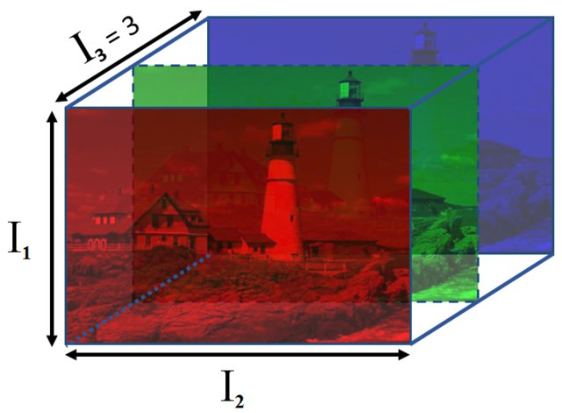 I₃ = 3
I₁
I₂